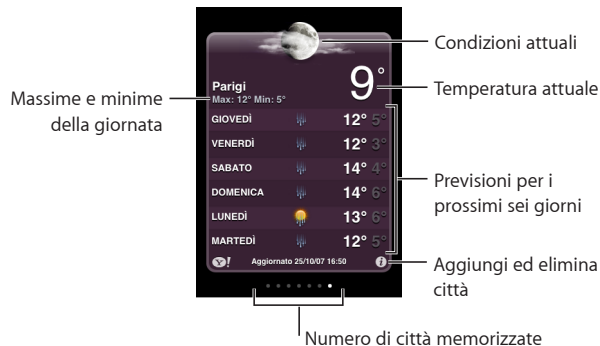 Condizioni attuali
Temperatura attuale
Massime e minime
della giornata
Parigi
Max: 12° Min: 5°
9°
GIOVEDÌ 12° 5°
VENERDÌ 12° 3°
SABATO 14° 4°
DOMENICA 14° 6°
LUNEDÌ 13° 6°
MARTEDÌ 12° 5°
Y! Aggiornato 25/10/07 16:50 i
Previsioni per i
prossimi sei giorni
Aggiungi ed elimina
città
Numero di città memorizzate